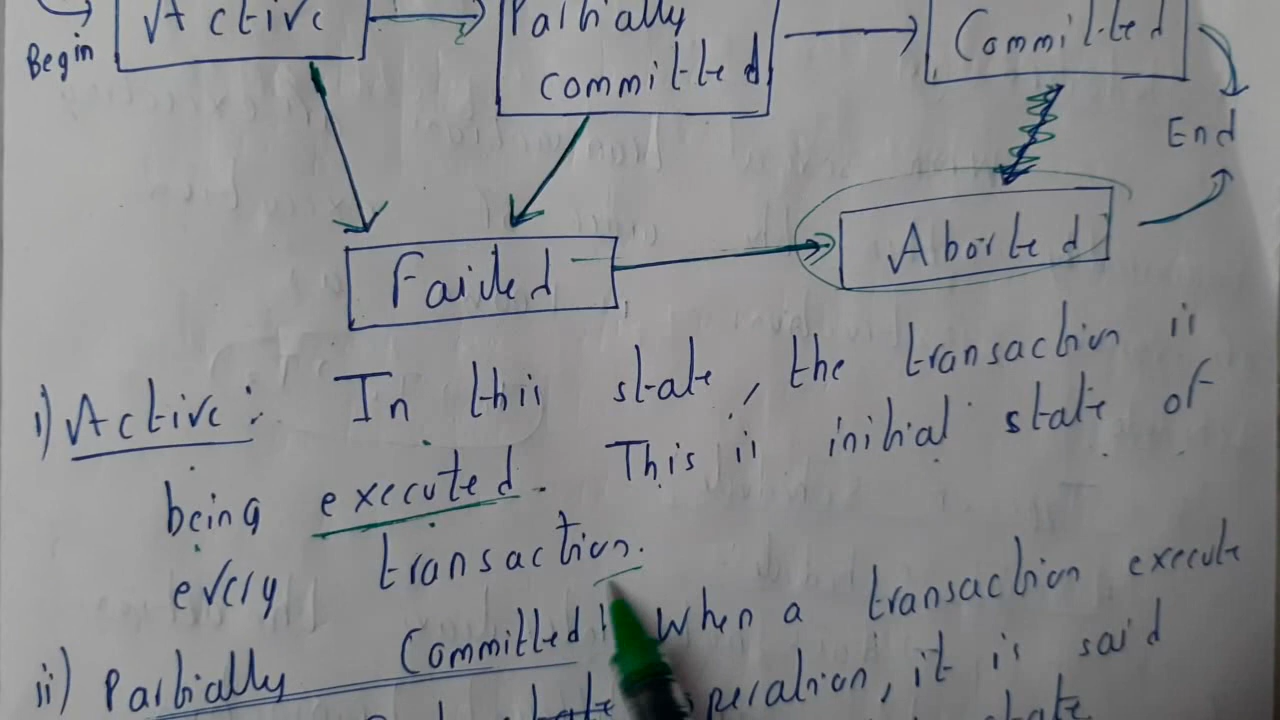 Begin
Active
Partially
committed
Committed
End
Failed
Aborted
i) Active: In this state, the transaction is
being executed. This is initial state of
every transaction.
ii) Partially Committed: When a transaction execute
operation, it is said
state